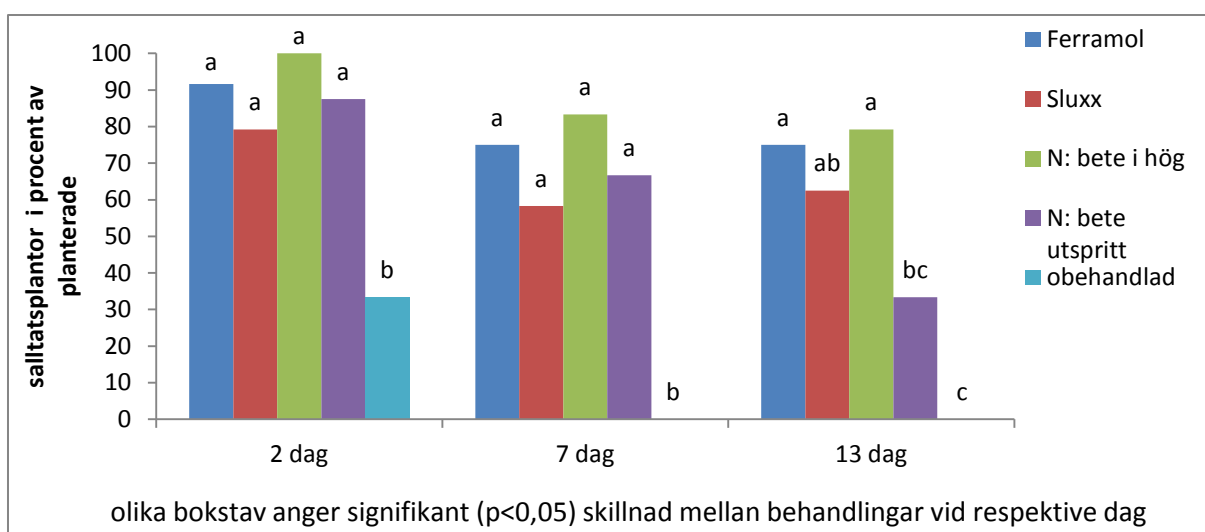 salltatsplantor i procent av
planterade
100
90
80
70
60
50
40
30
20
10
0
a
a
a
a
b
a
a
a
a
b
a
ab
a
bc
c
2 dag
7 dag
13 dag
Ferramol
Sluxx
N: bete i hög
N: bete
utspritt
obehandlad
olika bokstav anger signifikant (p<0,05) skillnad mellan behandlingar vid respektive dag